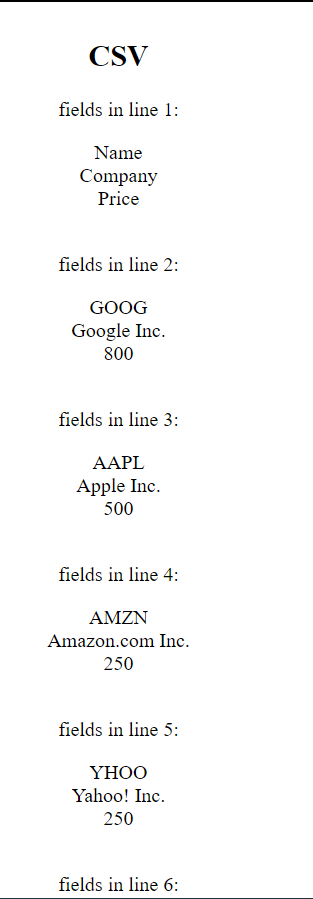 CSV
fields in line 1:
Name
Company
Price
fields in line 2:
GOOG
Google Inc.
800
fields in line 3:
AAPL
Apple Inc.
500
fields in line 4:
AMZN
Amazon.com Inc.
250
fields in line 5:
YHOO
Yahoo! Inc.
250
fields in line 6: